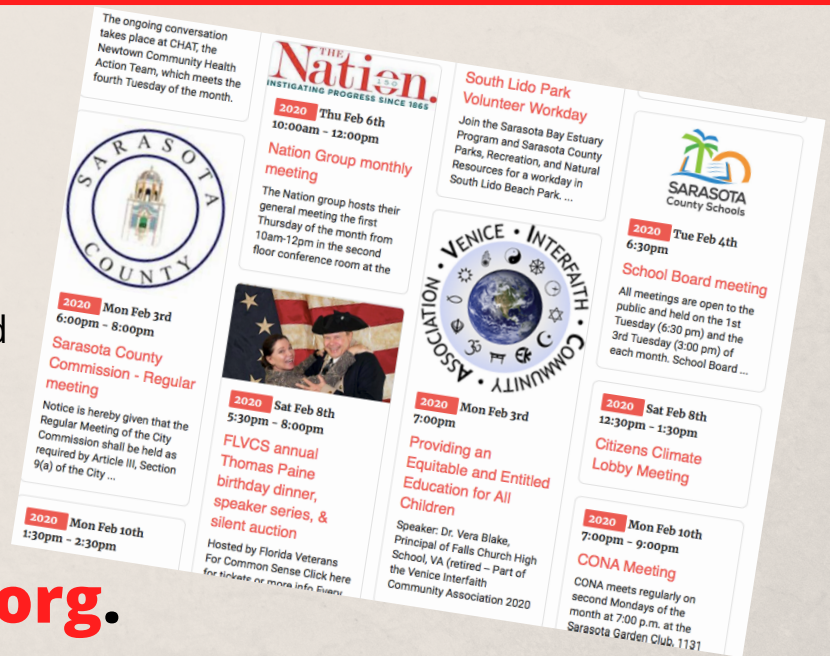 The ongoing conversation
takes place at CHAT, the
Newtown Community Health
Action Team, which meets the
fourth Tuesday of the month.
SARASOTA
COUNTY
2020 Mon Feb 3rd
6:00pm – 8:00pm
Sarasota County
Commission - Regular
meeting
Notice is hereby given that the
Regular Meeting of the City
Commission shall be held as
required by Article III, Section
9(a) of the City ...
2020 Mon Feb 10th
1:30pm – 2:30pm
THE
Nation.
150
INSTIGATING PROGRESS SINCE 1865
2020 Thu Feb 6th
10:00am – 12:00pm
Nation Group monthly
meeting
The Nation group hosts their
general meeting the first
Thursday of the month from
10am-12pm in the second
floor conference room at the
2020 Sat Feb 8th
5:30pm – 8:00pm
FLVCS annual
Thomas Paine
birthday dinner,
speaker series, &
silent auction
Hosted by Florida Veterans
For Common Sense Click here
for tickets or more info Every
South Lido Park
Volunteer Workday
Join the Sarasota Bay Estuary
Program and Sarasota County
Parks, Recreation, and Natural
Resources for a workday in
South Lido Beach Park. ...
VENICE • INTERFAITH • COMMUNITY • ASSOCIATION •
2020 Mon Feb 3rd
7:00pm
Providing an
Equitable and Entitled
Education for All
Children
Speaker: Dr. Vera Blake,
Principal of Falls Church High
School, VA (retired – Part of
the Venice Interfaith
Community Association 2020
SARASOTA
County Schools
2020 Tue Feb 4th
6:30pm
School Board meeting
All meetings are open to the
public and held on the 1st
Tuesday (6:30 pm) and the
3rd Tuesday (3:00 pm) of
each month. School Board ...
2020 Sat Feb 8th
12:30pm – 1:30pm
Citizens Climate
Lobby Meeting
2020 Mon Feb 10th
7:00pm – 9:00pm
CONA Meeting
CONA meets regularly on
second Mondays of the
month at 7:00 p.m. at the
Sarasota Garden Club, 1131
org.